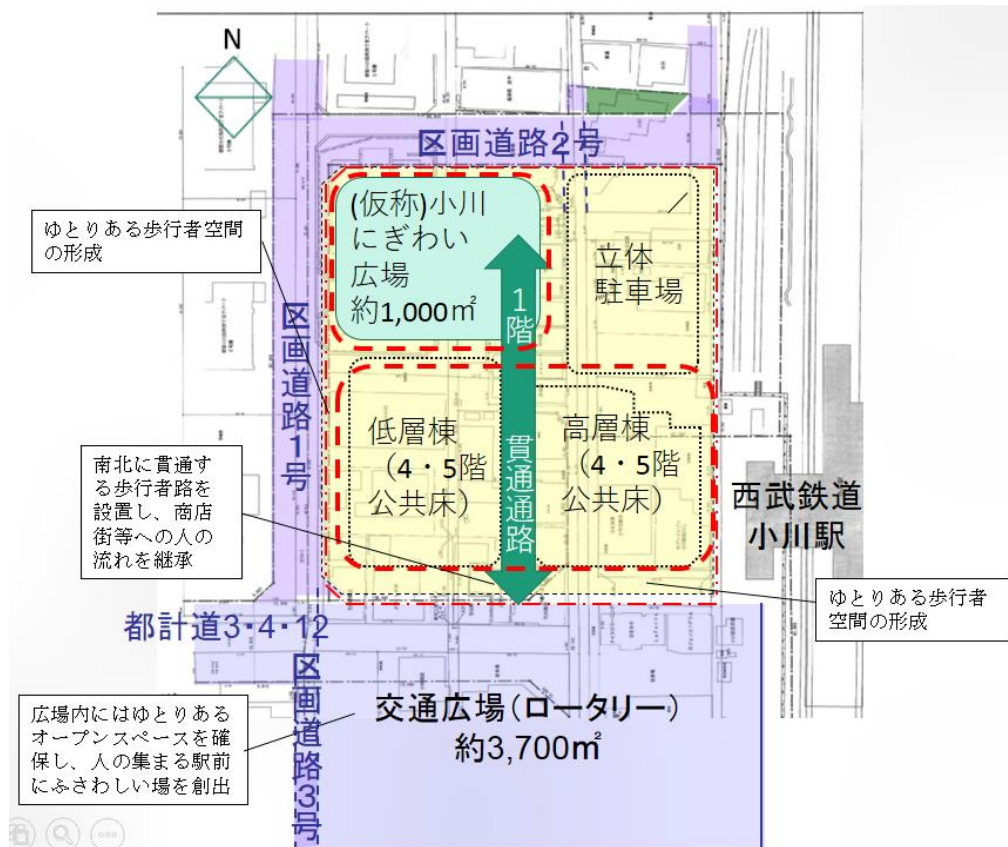 N
区画道路2号
(仮称)小川
にぎわい
広場
約1,000㎡
立体
駐車場
ゆとりある歩行者空間
の形成
区画道路1号
1階
貫通通路
低層棟
（4・5階
公共床）
高層棟
（4・5階
公共床）
南北に貫通す
る歩行者路を
設置し、商店
街等への人の
流れを継承
西武鉄道
小川駅
ゆとりある歩行者
空間の形成
都計道3・4・12
区画道路3号
広場内にはゆとりある
オープンスペースを確
保し、人の集まる駅前
にふさわしい場を創出
交通広場（ロータリー）
約3,700㎡